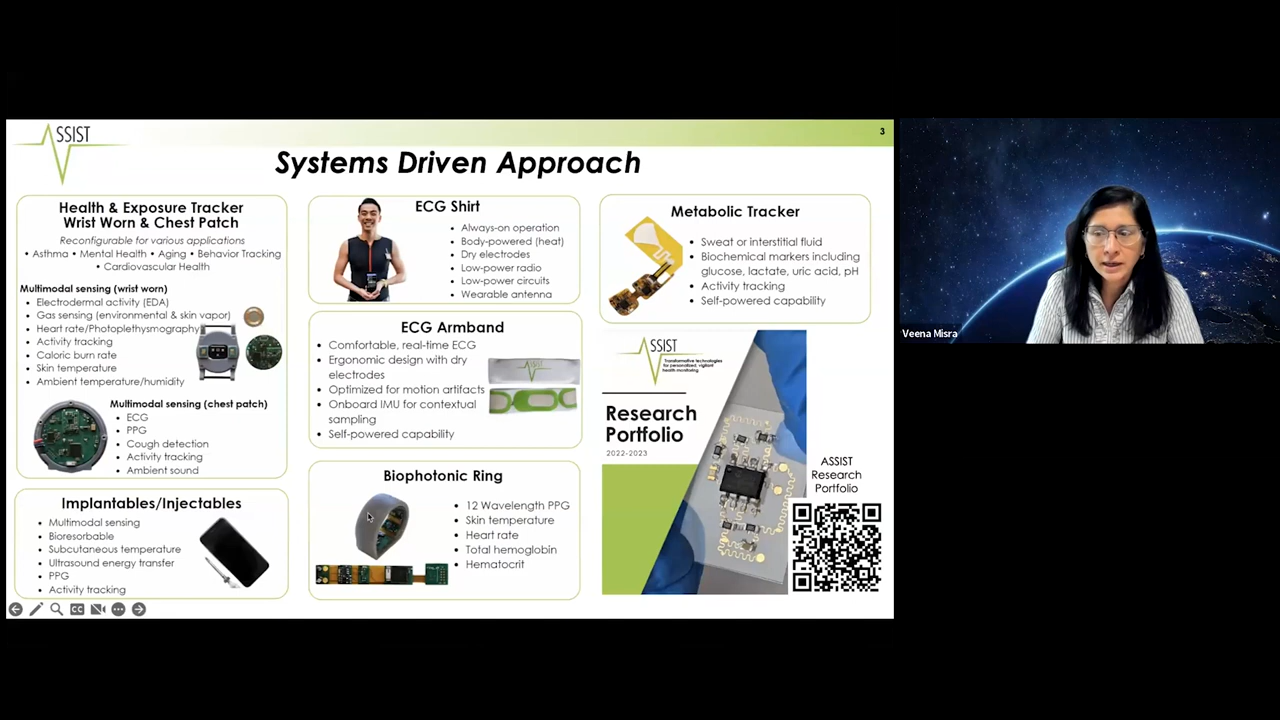 SSIST
3
Systems Driven Approach
Health & Exposure Tracker
Wrist Worn & Chest Patch
Reconfigurable for various applications
• Asthma • Mental Health • Aging • Behavior Tracking
• Cardiovascular Health
Multimodal sensing (wrist worn)
• Electrodermal activity (EDA)
• Gas sensing (environmental & skin vapor)
• Heart rate/Photoplethysmography
• Activity tracking
• Caloric burn rate
• Skin temperature
• Ambient temperature/humidity
Multimodal sensing (chest patch)
• ECG
• PPG
• Cough detection
• Activity tracking
• Ambient sound
Implantables/Injectables
• Multimodal sensing
• Bioresorbable
• Subcutaneous temperature
• Ultrasound energy transfer
• PPG
• Activity tracking
ECG Shirt
• Always-on operation
• Body-powered (heat)
• Dry electrodes
• Low-power radio
• Low-power circuits
• Wearable antenna
ECG Armband
• Comfortable, real-time ECG
• Ergonomic design with dry
electrodes
• Optimized for motion artifacts
• Onboard IMU for contextual
sampling
• Self-powered capability
Biophotonic Ring
• 12 Wavelength PPG
• Skin temperature
• Heart rate
• Total hemoglobin
• Hematocrit
Metabolic Tracker
• Sweat or interstitial fluid
• Biochemical markers including
glucose, lactate, uric acid, pH
• Activity tracking
• Self-powered capability
SSIST
Transformative technologies
for personalized, vigilant
health monitoring
Research
Portfolio
2022-2023
ASSIST
Research
Portfolio
CC
Veena Misra